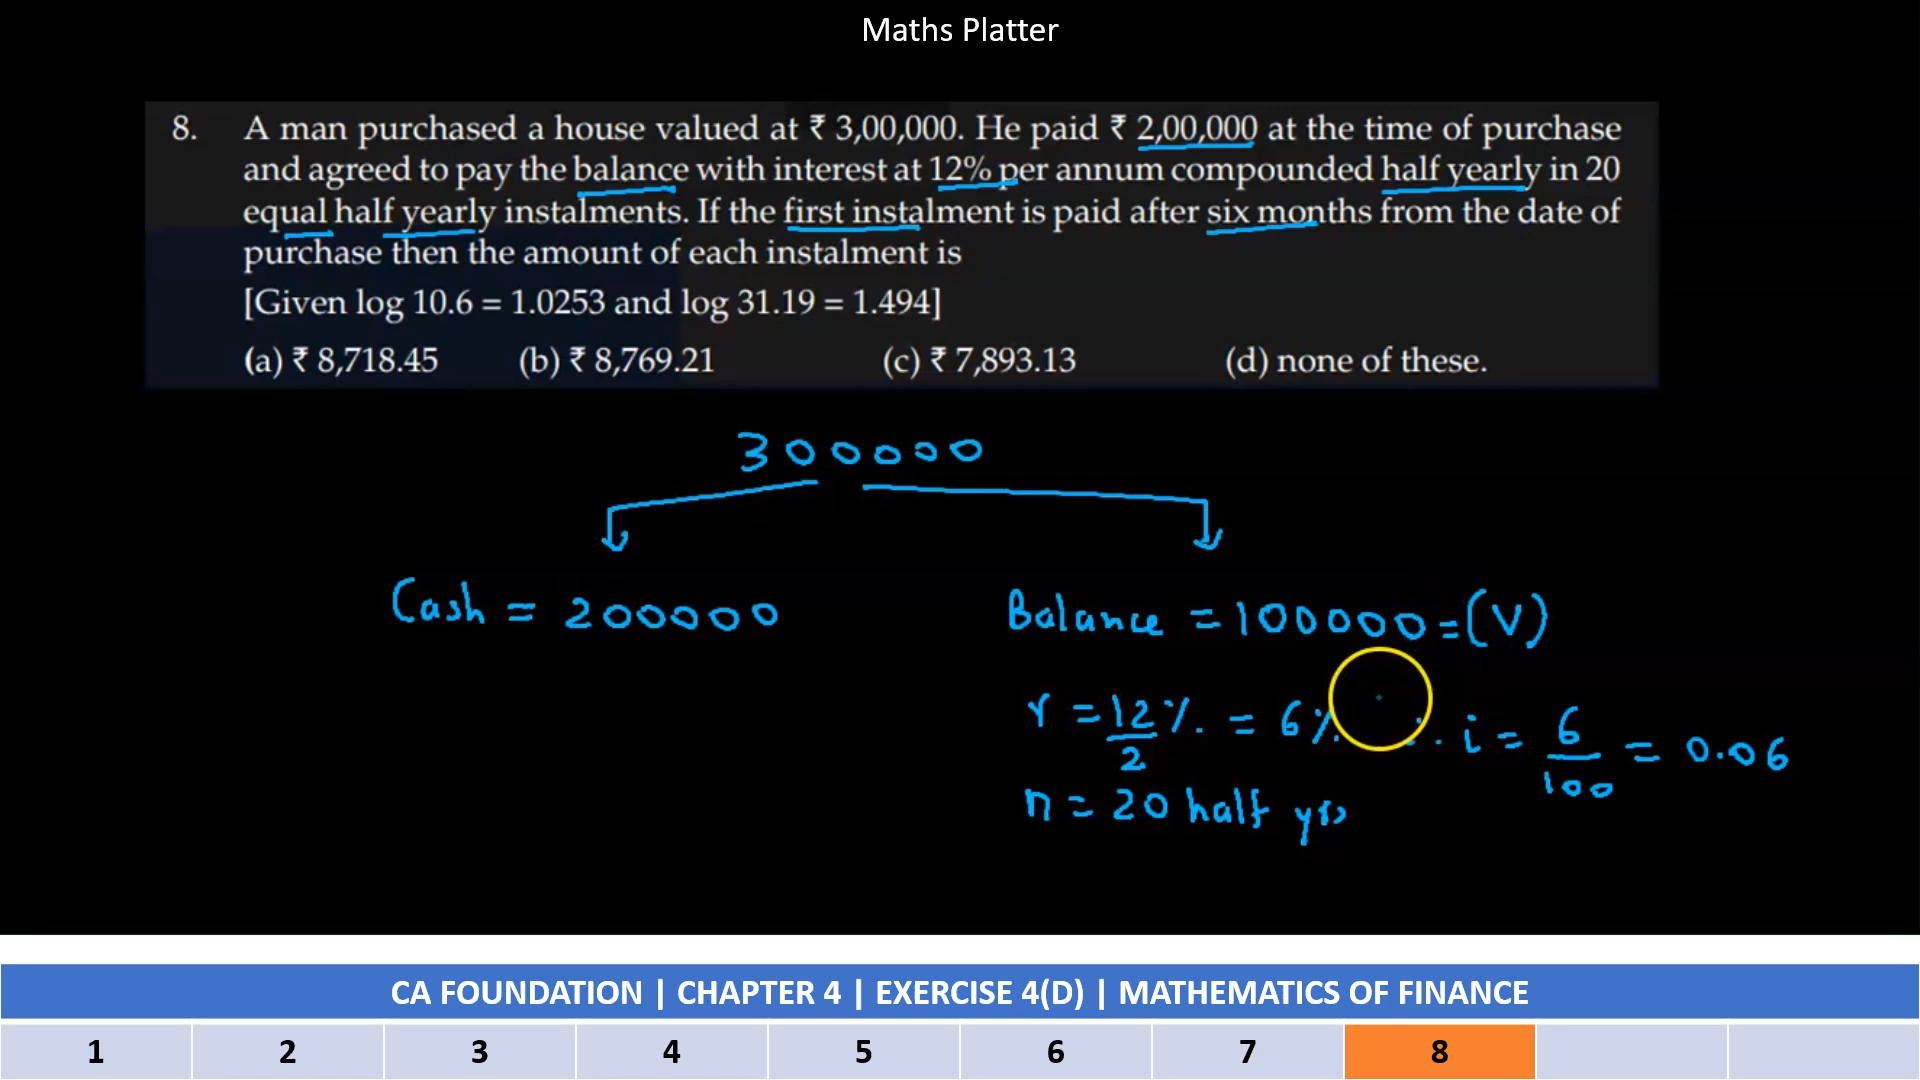 Maths Platter
8. A man purchased a house valued at ₹ 3,00,000. He paid ₹ 2,00,000 at the time of purchase
and agreed to pay the balance with interest at 12% per annum compounded half yearly in 20
equal half yearly instalments. If the first instalment is paid after six months from the date of
purchase then the amount of each instalment is
[Given log 10.6 = 1.0253 and log 31.19 = 1.494]
(a) ₹ 8,718.45 (b) ₹ 8,769.21 (c) ₹ 7,893.13 (d) none of these.
300000
Cash = 200000 Balance = 100000 = (V)
r = 12/2 % = 6% ∴ i = 6/100 = 0.06
n = 20 half yrs
CA FOUNDATION | CHAPTER 4 | EXERCISE 4(D) | MATHEMATICS OF FINANCE
1 2 3 4 5 6 7 8